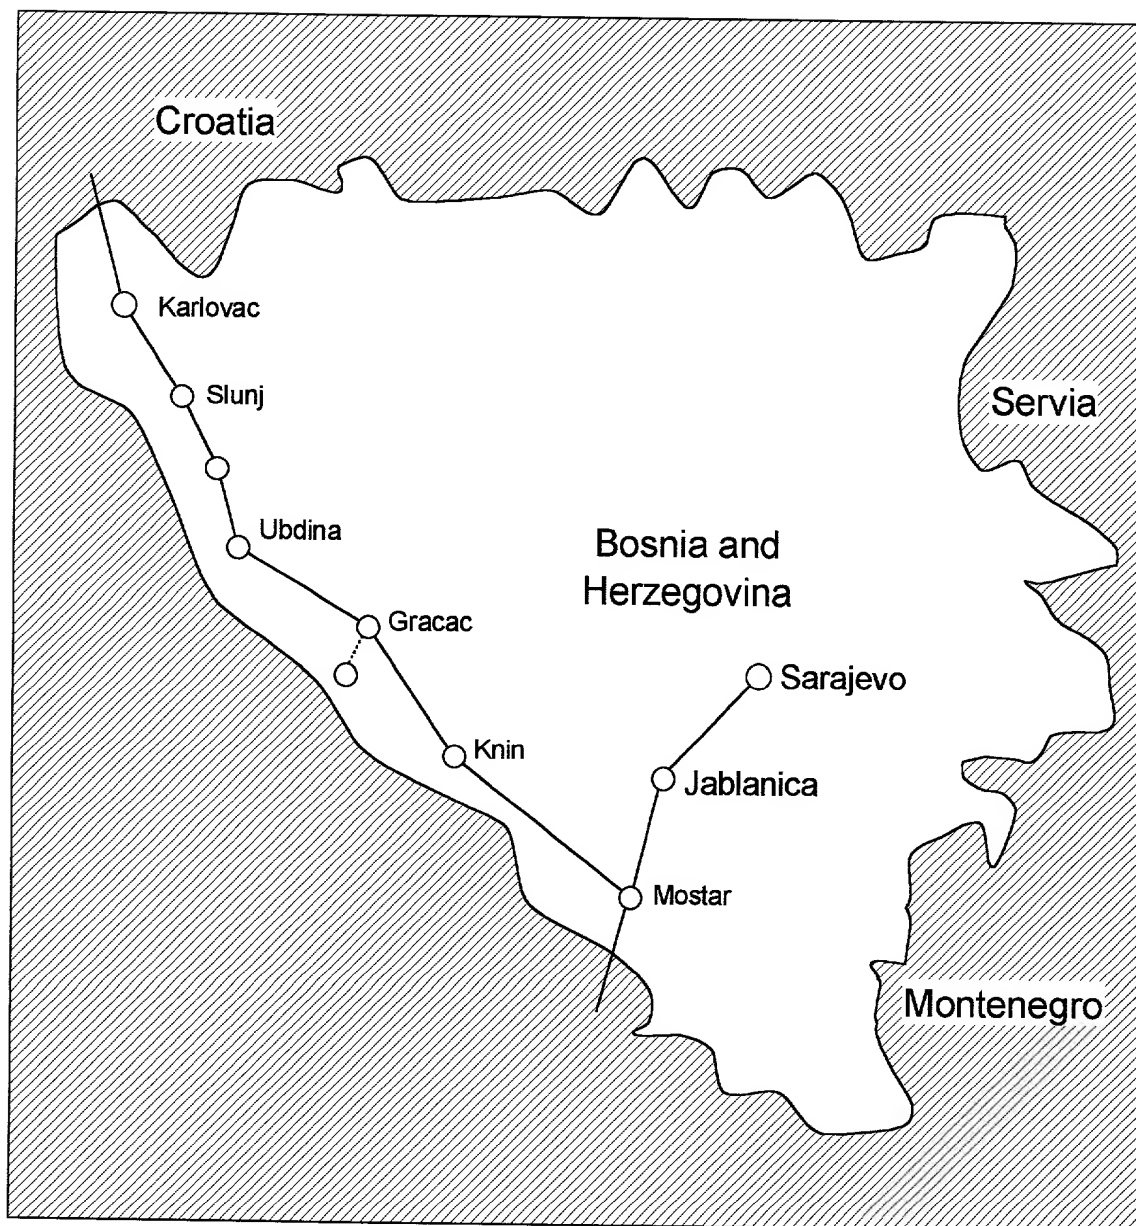 Croatia
Karlovac
Slunj
Servia
Ubdina
Bosnia and
Herzegovina
Gracac
Sarajevo
Knin
Jablanica
Mostar
Montenegro